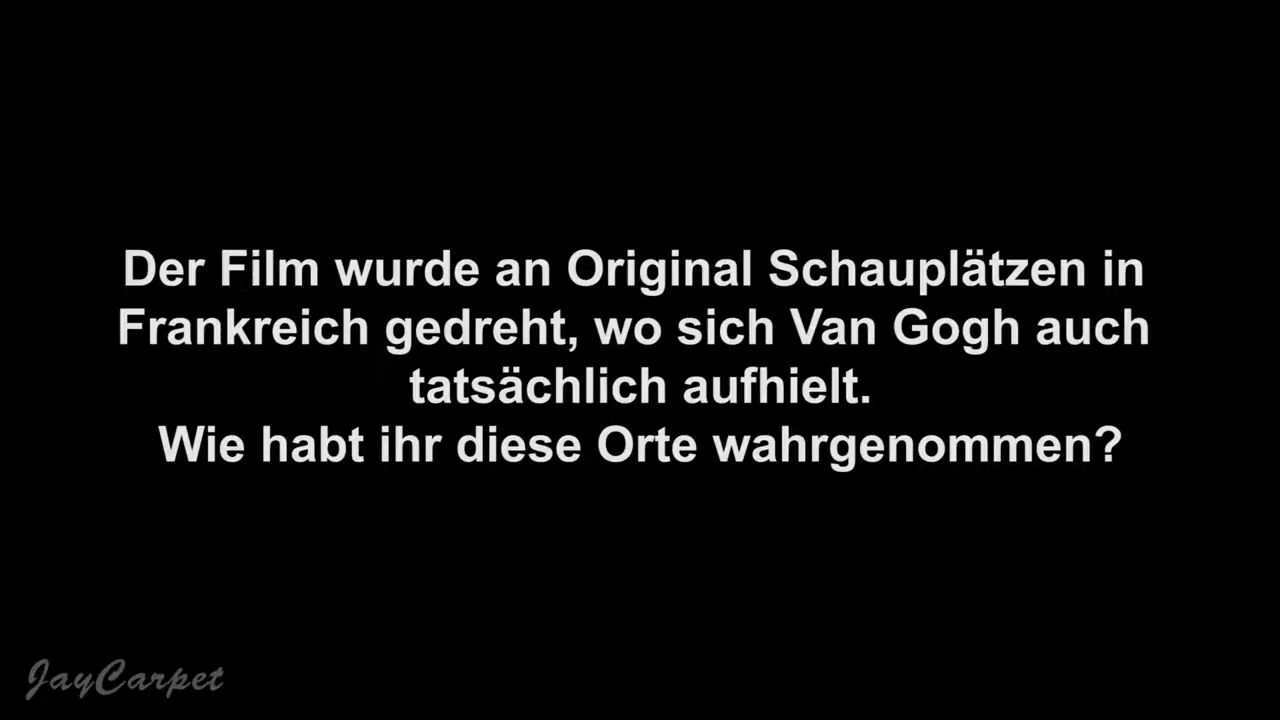 Der Film wurde an Original Schauplätzen in
Frankreich gedreht, wo sich Van Gogh auch
tatsächlich aufhielt.
Wie habt ihr diese Orte wahrgenommen?
JayCarpet